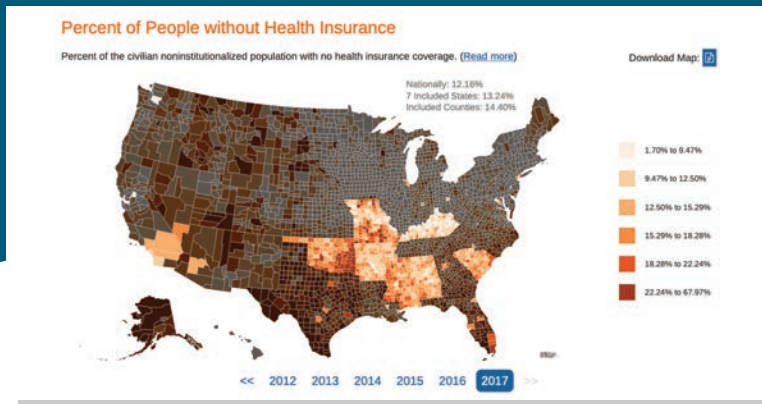 Percent of People without Health Insurance
Percent of the civilian noninstitutionalized population with no health insurance coverage. (Read more)
Download Map:
Nationally: 12.16%
7 Included States: 13.24%
Included Counties: 14.40%
1.70% to 9.47%
9.47% to 12.50%
12.50% to 15.29%
15.29% to 18.28%
18.28% to 22.24%
22.24% to 67.97%
<< 2012 2013 2014 2015 2016 2017 >>